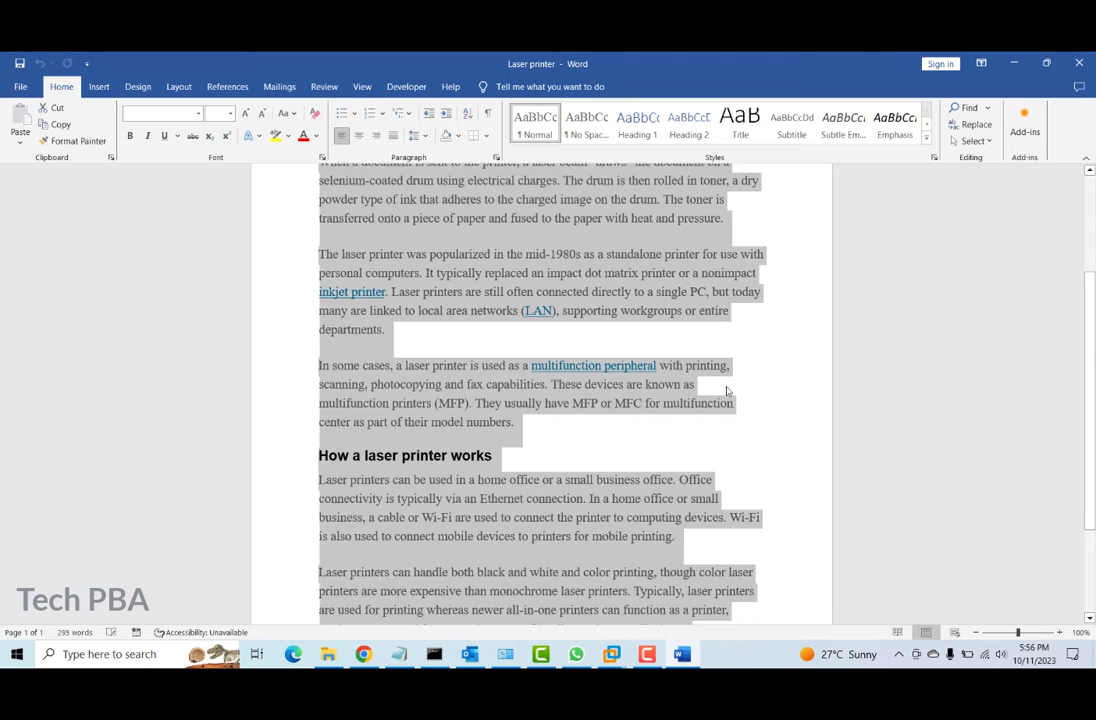 Laser printer - Word
Sign in
File Home Insert Design Layout References Mailings Review View Developer Help Tell me what you want to do
Paste
Cut
Copy
Format Painter
Clipboard
Aa
B I U abc X₂ X²
A A
Font
Paragraph
AaBbCc AaBbCc AaBbC( AaBbCc AaB AaBbCcD AaBbCc AaBbCc
¶ Normal ¶ No Spac... Heading 1 Heading 2 Title Subtitle Subtle Em... Emphasis
Styles
Find
Replace
Select
Editing
Add-ins
Add-ins
When a document is sent to the printer, a laser beam "draws" the document on a
selenium-coated drum using electrical charges. The drum is then rolled in toner, a dry
powder type of ink that adheres to the charged image on the drum. The toner is
transferred onto a piece of paper and fused to the paper with heat and pressure.
The laser printer was popularized in the mid-1980s as a standalone printer for use with
personal computers. It typically replaced an impact dot matrix printer or a nonimpact
inkjet printer. Laser printers are still often connected directly to a single PC, but today
many are linked to local area networks (LAN), supporting workgroups or entire
departments.
In some cases, a laser printer is used as a multifunction peripheral with printing,
scanning, photocopying and fax capabilities. These devices are known as
multifunction printers (MFP). They usually have MFP or MFC for multifunction
center as part of their model numbers.
How a laser printer works
Laser printers can be used in a home office or a small business office. Office
connectivity is typically via an Ethernet connection. In a home office or small
business, a cable or Wi-Fi are used to connect the printer to computing devices. Wi-Fi
is also used to connect mobile devices to printers for mobile printing.
Laser printers can handle both black and white and color printing, though color laser
printers are more expensive than monochrome laser printers. Typically, laser printers
are used for printing whereas newer all-in-one printers can function as a printer,
Tech PBA
Page 1 of 1 295 words Accessibility: Unavailable 100%
Type here to search
27°C Sunny
5:56 PM
10/11/2023